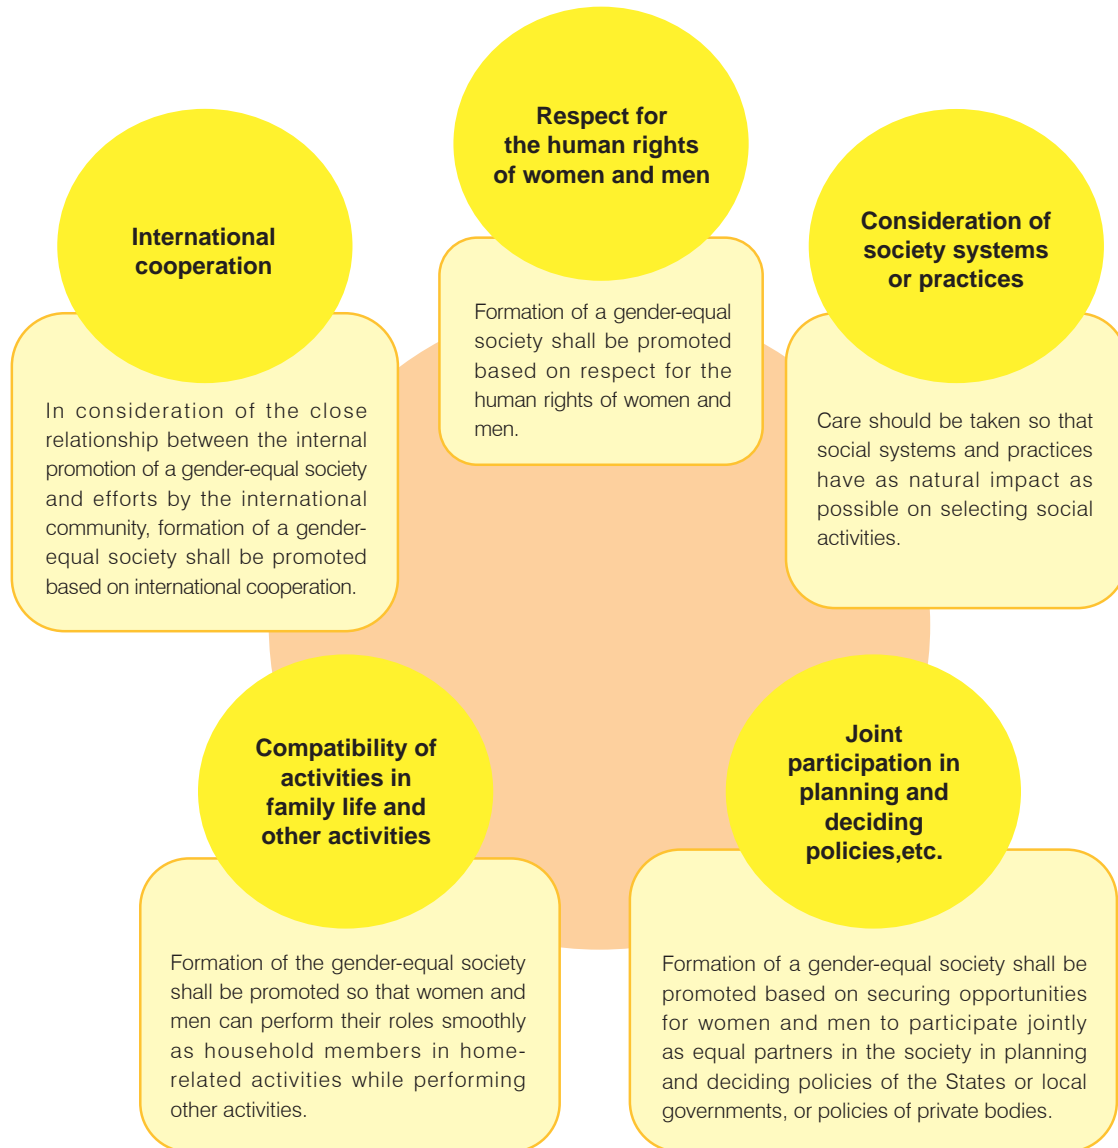 Respect for
the human rights
of women and men
Formation of a gender-equal
society shall be promoted
based on respect for the
human rights of women and
men.
International
cooperation
In consideration of the close
relationship between the internal
promotion of a gender-equal society
and efforts by the international
community, formation of a gender-
equal society shall be promoted
based on international cooperation.
Consideration of
society systems
or practices
Care should be taken so that
social systems and practices
have as natural impact as
possible on selecting social
activities.
Compatibility of
activities in
family life and
other activities
Formation of the gender-equal society
shall be promoted so that women and
men can perform their roles smoothly
as household members in home-
related activities while performing
other activities.
Joint
participation in
planning and
deciding
policies,etc.
Formation of a gender-equal society shall be
promoted based on securing opportunities
for women and men to participate jointly
as equal partners in the society in planning
and deciding policies of the States or local
governments, or policies of private bodies.